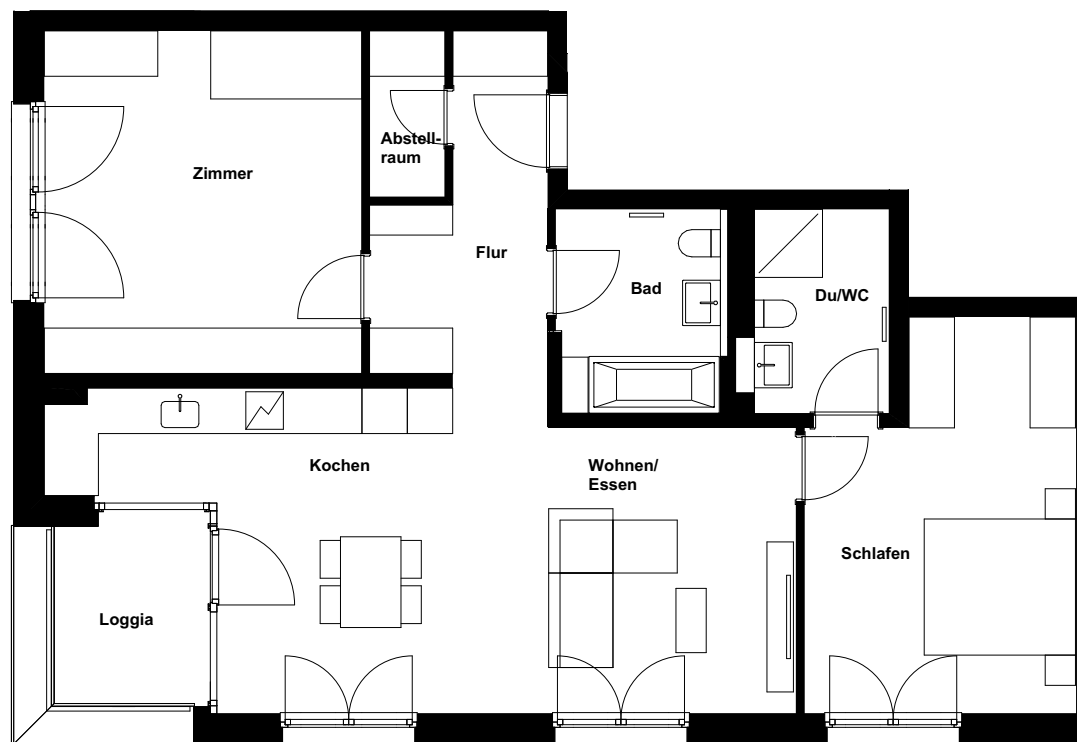 Abstell-
raum
Zimmer
Flur
Bad
Du/WC
Kochen
Wohnen/
Essen
Schlafen
Loggia